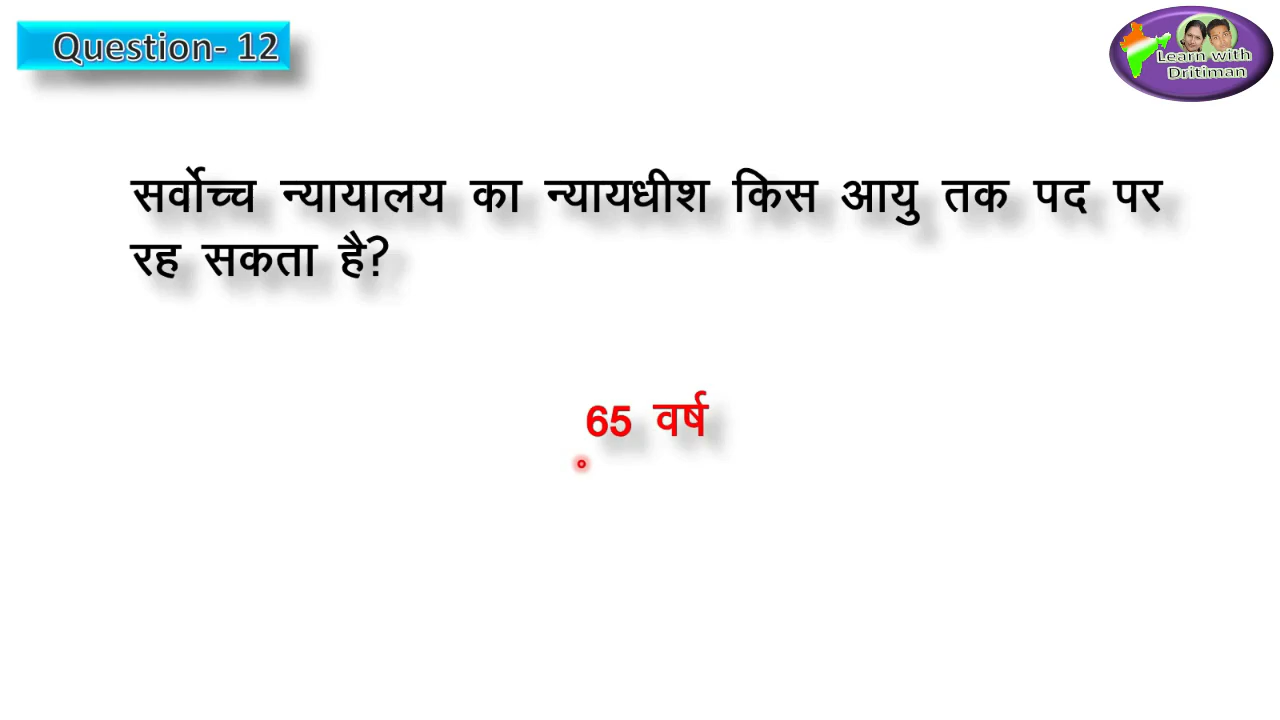 Question- 12
Learn with
Dritiman
सर्वोच्च न्यायालय का न्यायधीश किस आयु तक पद पर
रह सकता है?
65 वर्ष